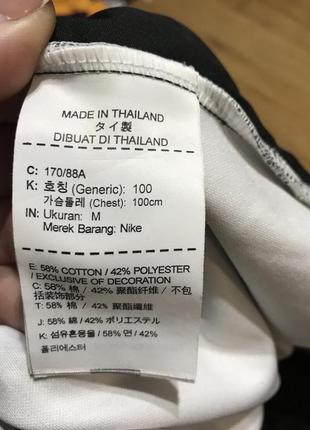 MADE IN THAILAND
タイ製
DIBUAT DI THAILAND
C: 170/88A
K: 호칭 (Generic): 100
가슴둘레 (Chest): 100cm
IN: Ukuran: M
Merek Barang: Nike
E: 58% COTTON / 42% POLYESTER
/ EXCLUSIVE OF DECORATION
C: 58% 棉 / 42% 聚酯纤维 / 不包
括装饰部分
T: 58% 棉 / 42% 聚酯纖維
J: 58% 綿 / 42% ポリエステル
K: 섬유혼용율 / 58% 면 / 42%
폴리에스터